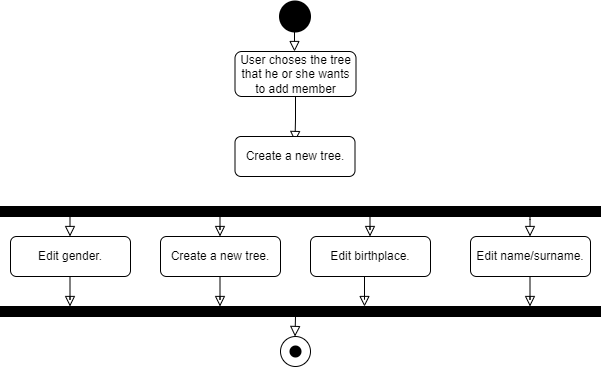 User choses the tree
that he or she wants
to add member
Create a new tree.
Edit gender.
Create a new tree.
Edit birthplace.
Edit name/surname.